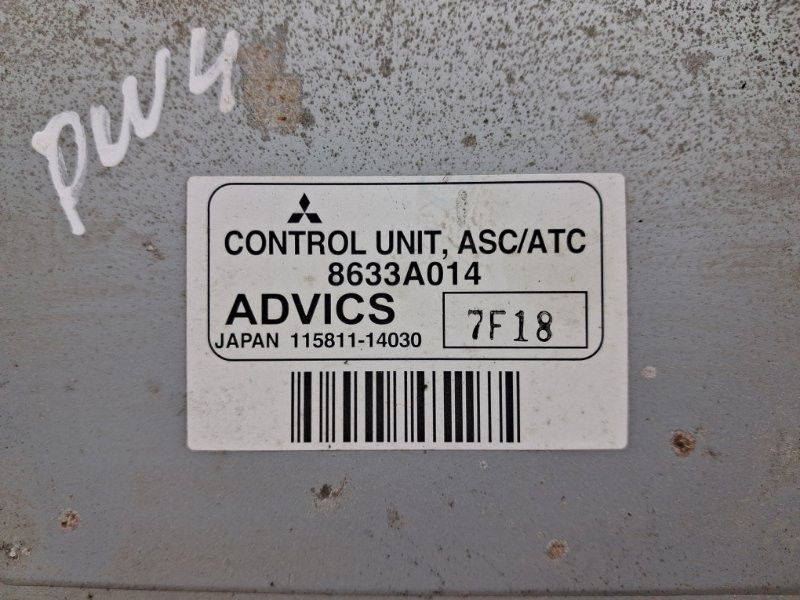 PW4
CONTROL UNIT, ASC/ATC
8633A014
ADVICS 7F18
JAPAN 115811-14030